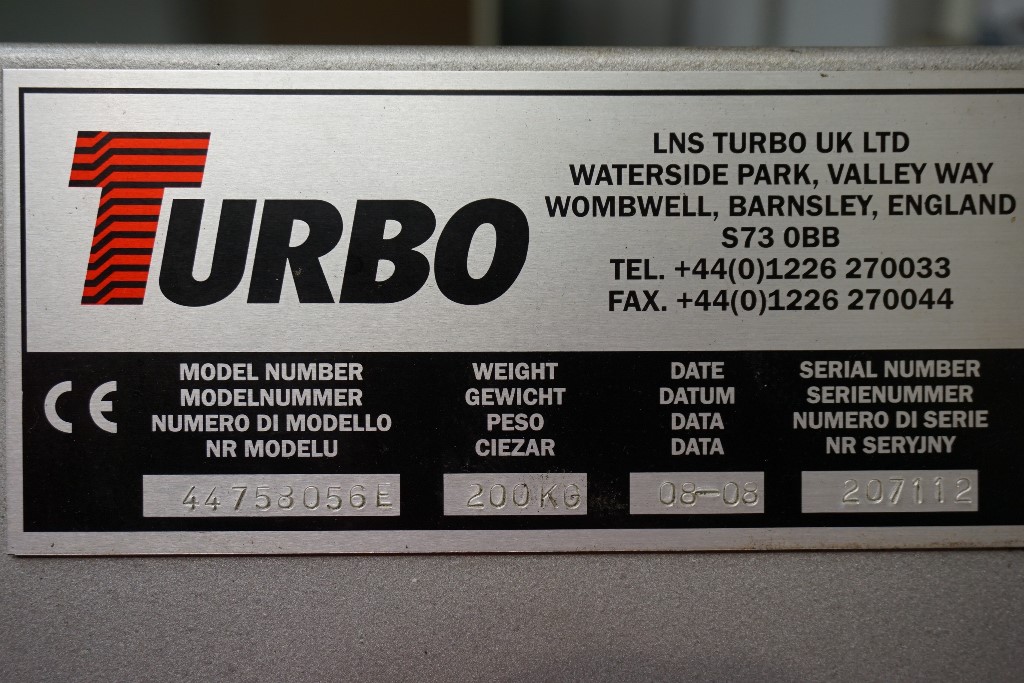 TURBO
LNS TURBO UK LTD
WATERSIDE PARK, VALLEY WAY
WOMBWELL, BARNSLEY, ENGLAND
S73 0BB
TEL. +44(0)1226 270033
FAX. +44(0)1226 270044
CE
MODEL NUMBER
MODELNUMMER
NUMERO DI MODELLO
NR MODELU
44758056E
WEIGHT
GEWICHT
PESO
CIEZAR
200KG
DATE
DATUM
DATA
DATA
08-08
SERIAL NUMBER
SERIENUMMER
NUMERO DI SERIE
NR SERYJNY
207112